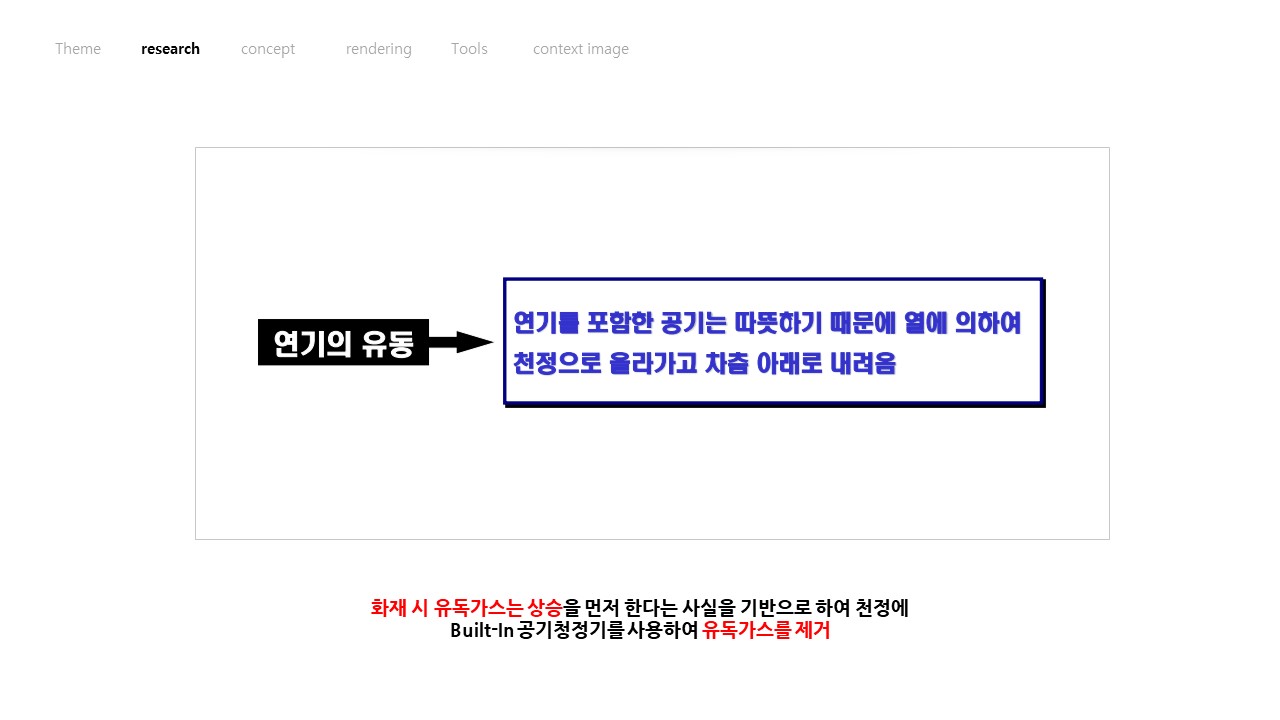 Theme research concept rendering Tools context image
연기의 유동
연기를 포함한 공기는 따뜻하기 때문에 열에 의하여
천정으로 올라가고 차츰 아래로 내려옴
화재 시 유독가스는 상승을 먼저 한다는 사실을 기반으로 하여 천정에
Built-In 공기청정기를 사용하여 유독가스를 제거